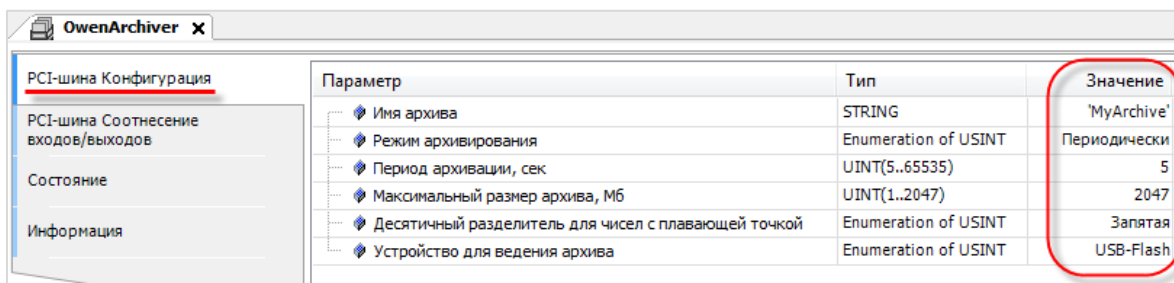 OwenArchiver x
PCI-шина Конфигурация
PCI-шина Соотнесение
входов/выходов
Состояние
Информация
Параметр Тип Значение
Имя архива STRING 'MyArchive'
Режим архивирования Enumeration of USINT Периодически
Период архивации, сек UINT(5..65535) 5
Максимальный размер архива, Мб UINT(1..2047) 2047
Десятичный разделитель для чисел с плавающей точкой Enumeration of USINT Запятая
Устройство для ведения архива Enumeration of USINT USB-Flash